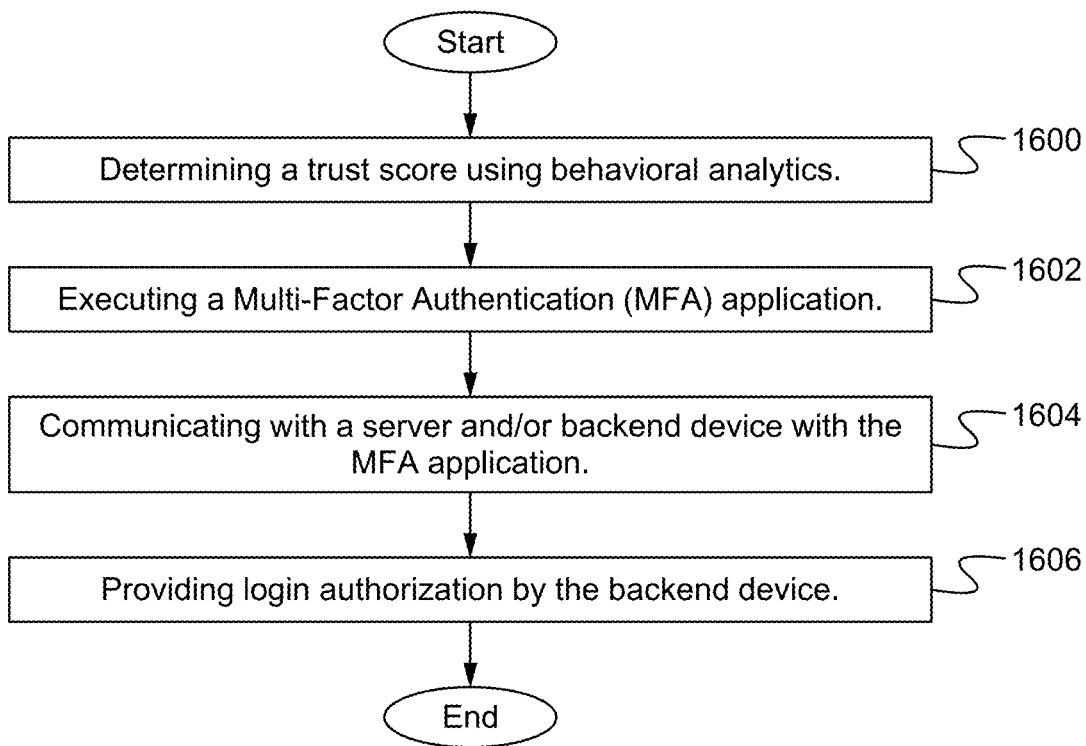 Start
Determining a trust score using behavioral analytics.
1600
Executing a Multi-Factor Authentication (MFA) application.
1602
Communicating with a server and/or backend device with the
MFA application.
1604
Providing login authorization by the backend device.
1606
End